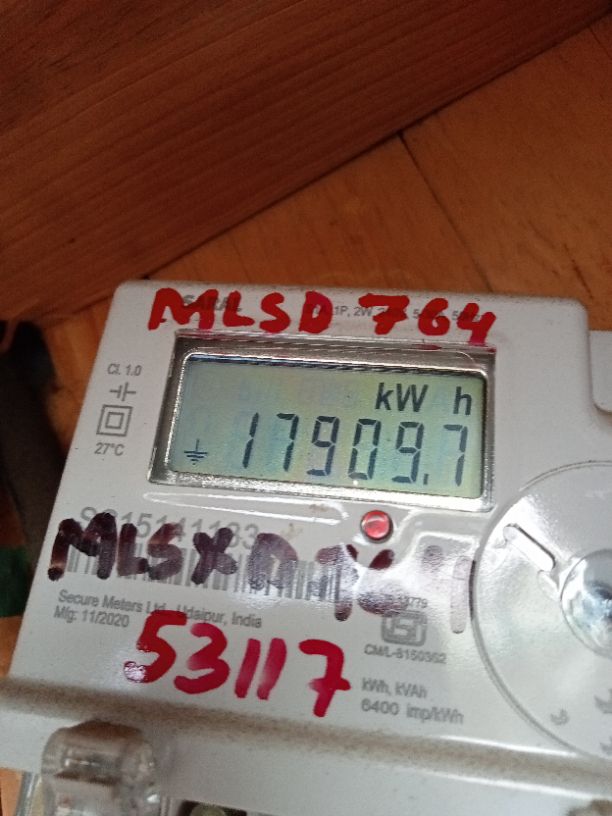 MLSD 764
Cl. 1.0
27°C
kW h
17909.7
Secure Meters Ltd., Udaipur, India
Mfg: 11/2020
53117
CM/L-8150362
kWh, kVAh
6400 imp/kWh